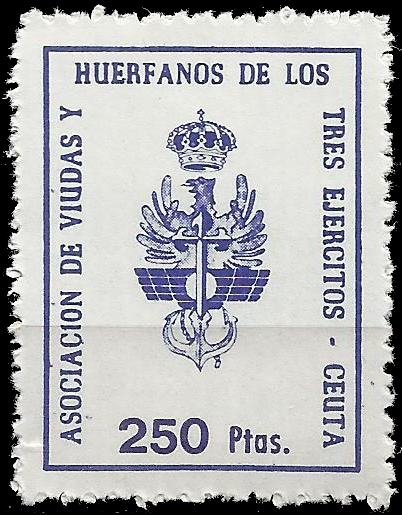 ASOCIACION DE VIUDAS Y
HUERFANOS DE LOS
TRES EJERCITOS - CEUTA
250 Ptas.